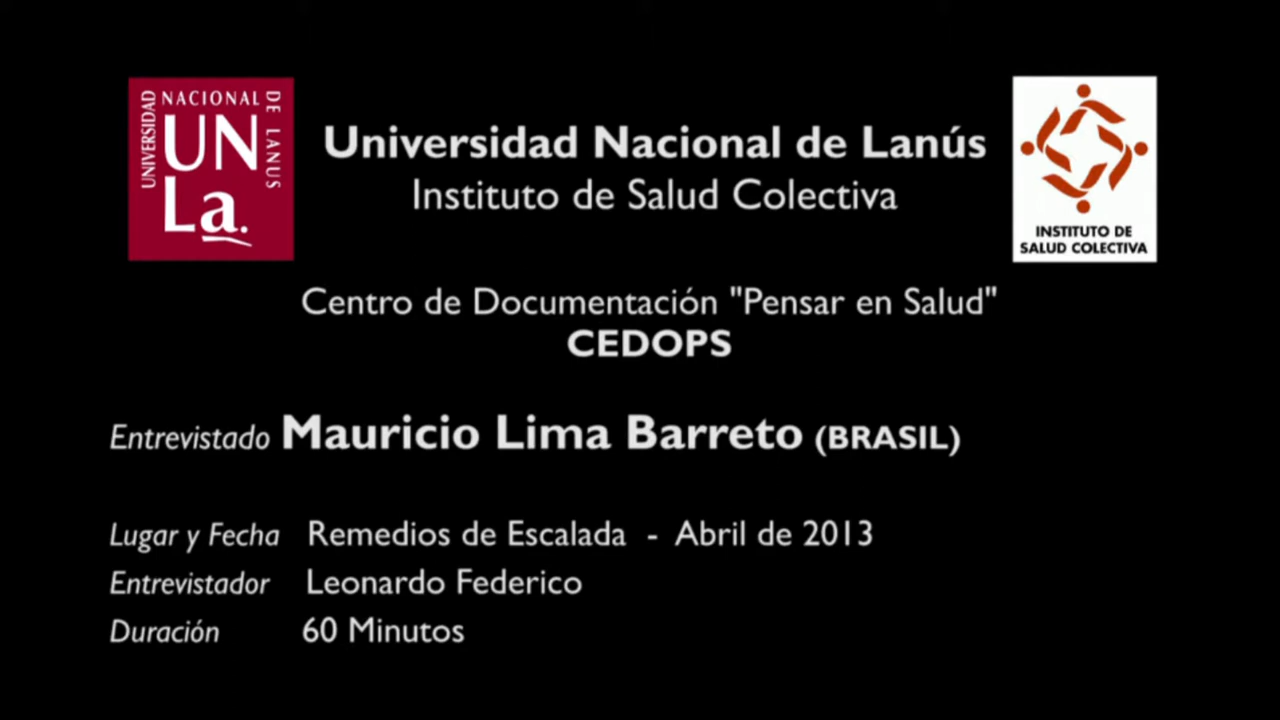 UNIVERSIDAD NACIONAL DE LANUS
UN
La.
Universidad Nacional de Lanús
Instituto de Salud Colectiva
INSTITUTO DE
SALUD COLECTIVA
Centro de Documentación "Pensar en Salud"
CEDOPS
Entrevistado Mauricio Lima Barreto (BRASIL)
Lugar y Fecha Remedios de Escalada - Abril de 2013
Entrevistador Leonardo Federico
Duración 60 Minutos